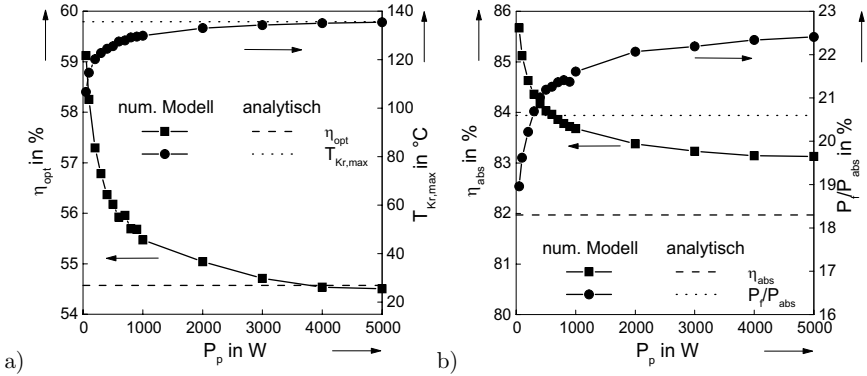 60
59
58
57
56
55
54
η_opt in %
140
120
100
80
60
40
20
T_Kr,max in °C
num. Modell analytisch
η_opt
T_Kr,max
0 1000 2000 3000 4000 5000
P_p in W
a)
86
85
84
83
82
81
80
η_abs in %
23
22
21
20
19
18
17
16
P_f/P_abs in %
num. Modell analytisch
η_abs
P_f/P_abs
0 1000 2000 3000 4000 5000
P_p in W
b)